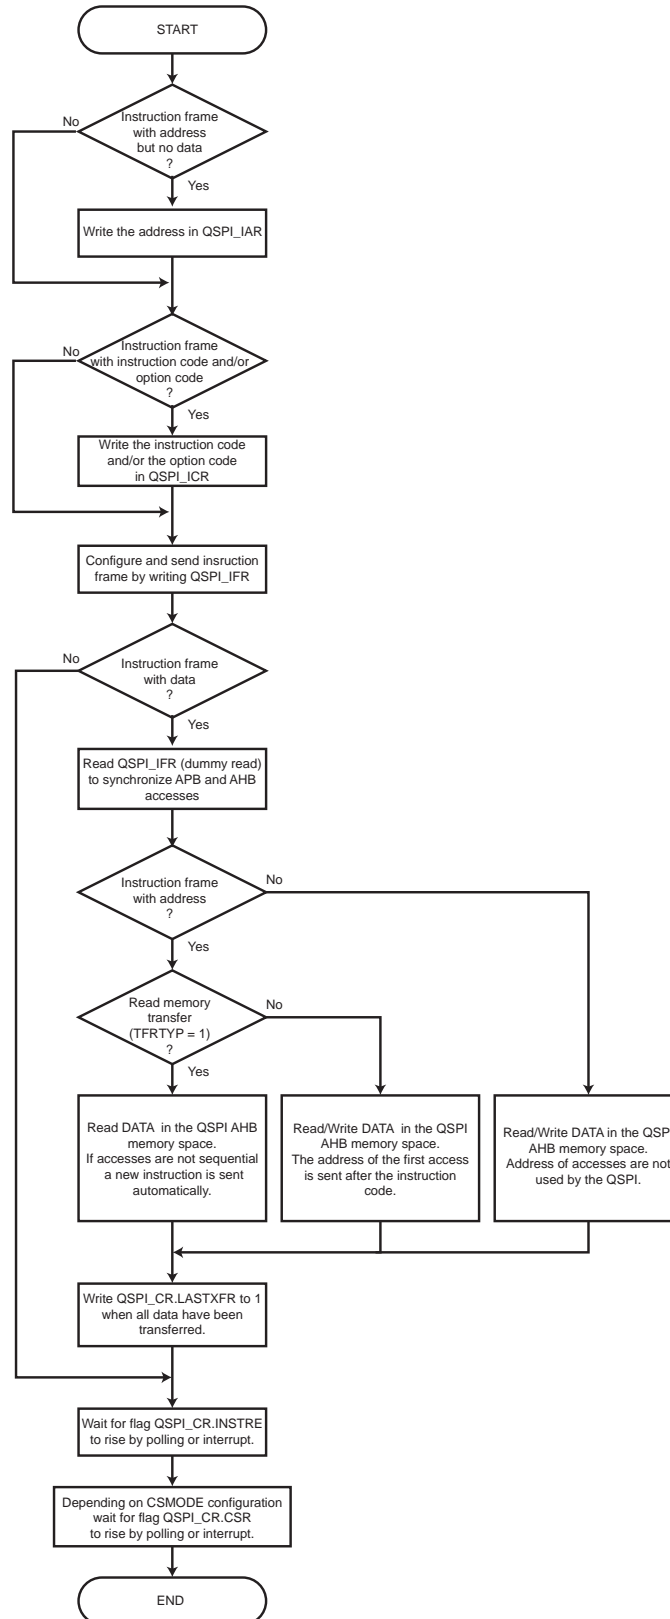 START
Instruction frame
with address
but no data
?
No
Yes
Write the address in QSPI_IAR
Instruction frame
with instruction code and/or
option code
?
No
Yes
Write the instruction code
and/or the option code
in QSPI_ICR
Configure and send insruction
frame by writing QSPI_IFR
Instruction frame
with data
?
No
Yes
Read QSPI_IFR (dummy read)
to synchronize APB and AHB
accesses
Instruction frame
with address
?
No
Yes
Read memory
transfer
(TFRTYP = 1)
?
No
Yes
Read DATA in the QSPI AHB
memory space.
If accesses are not sequential
a new instruction is sent
automatically.
Read/Write DATA in the QSPI
AHB memory space.
The address of the first access
is sent after the instruction
code.
Read/Write DATA in the QSP
AHB memory space.
Address of accesses are not
used by the QSPI.
Write QSPI_CR.LASTXFR to 1
when all data have been
transferred.
Wait for flag QSPI_CR.INSTRE
to rise by polling or interrupt.
Depending on CSMODE configuration
wait for flag QSPI_CR.CSR
to rise by polling or interrupt.
END